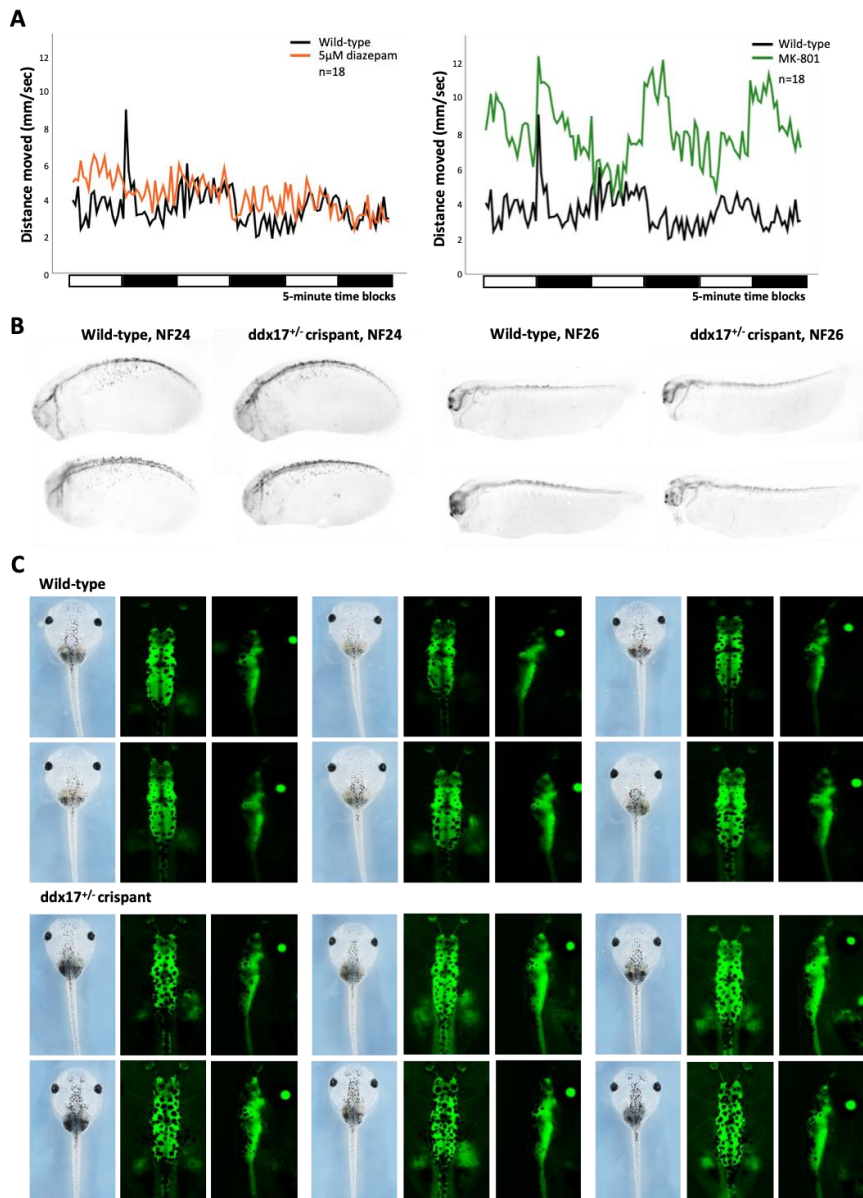 A
Wild-type
5µM diazepam
n=18
Distance moved (mm/sec)
12
10
8
6
4
2
0
5-minute time blocks
Wild-type
MK-801
n=18
Distance moved (mm/sec)
12
10
8
6
4
2
0
5-minute time blocks
B
Wild-type, NF24
ddx17+/- crispant, NF24
Wild-type, NF26
ddx17+/- crispant, NF26
C
Wild-type
ddx17+/- crispant